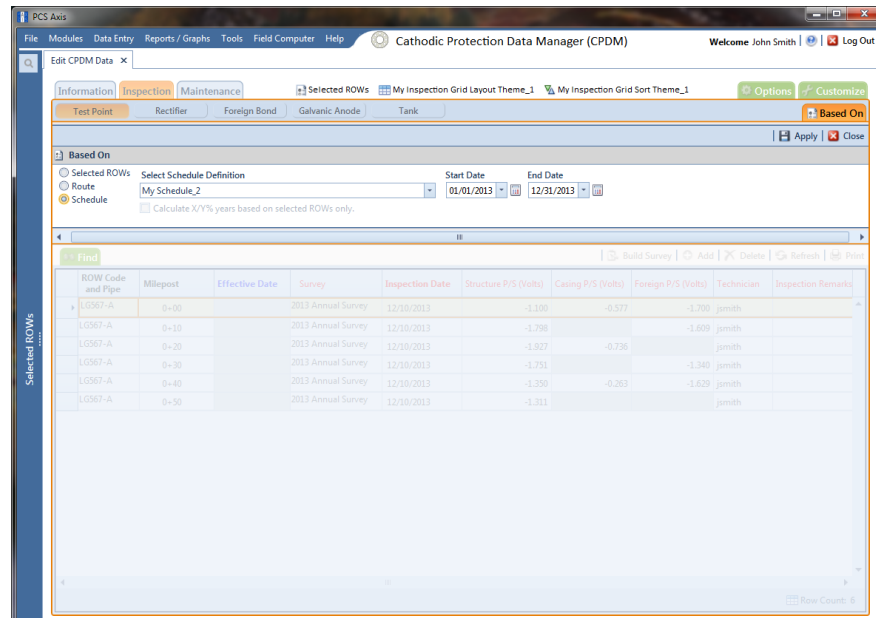 PCS Axis
File Modules Data Entry Reports / Graphs Tools Field Computer Help Cathodic Protection Data Manager (CPDM) Welcome John Smith | | Log Out
Edit CPDM Data ×
Information Inspection Maintenance Selected ROWs My Inspection Grid Layout Theme_1 My Inspection Grid Sort Theme_1 Options Customize
Test Point Rectifier Foreign Bond Galvanic Anode Tank Based On
| Apply | Close
Based On
Selected ROWs Select Schedule Definition Start Date End Date
Route
My Schedule_2 01/01/2013 12/31/2013
Schedule
Calculate X/Y% years based on selected ROWs only.
Find | Build Survey | Add | Delete | Refresh | Print
ROW Code and Pipe Milepost Effective Date Survey Inspection Date Structure P/S (Volts) Casing P/S (Volts) Foreign P/S (Volts) Technician Inspection Remarks
LG567-A 0+00 2013 Annual Survey 12/10/2013 -1.100 -0.577 -1.700 jsmith
LG567-A 0+10 2013 Annual Survey 12/10/2013 -1.798 -1.609 jsmith
LG567-A 0+20 2013 Annual Survey 12/10/2013 -1.927 -0.736 jsmith
LG567-A 0+30 2013 Annual Survey 12/10/2013 -1.751 -1.340 jsmith
LG567-A 0+40 2013 Annual Survey 12/10/2013 -1.350 -0.263 -1.629 jsmith
LG567-A 0+50 2013 Annual Survey 12/10/2013 -1.311 jsmith
Selected ROWs
Row Count: 6